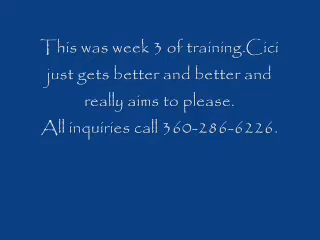 This was week 3 of training.Cici
just gets better and better and
really aims to please.
All inquiries call 360-286-6226.